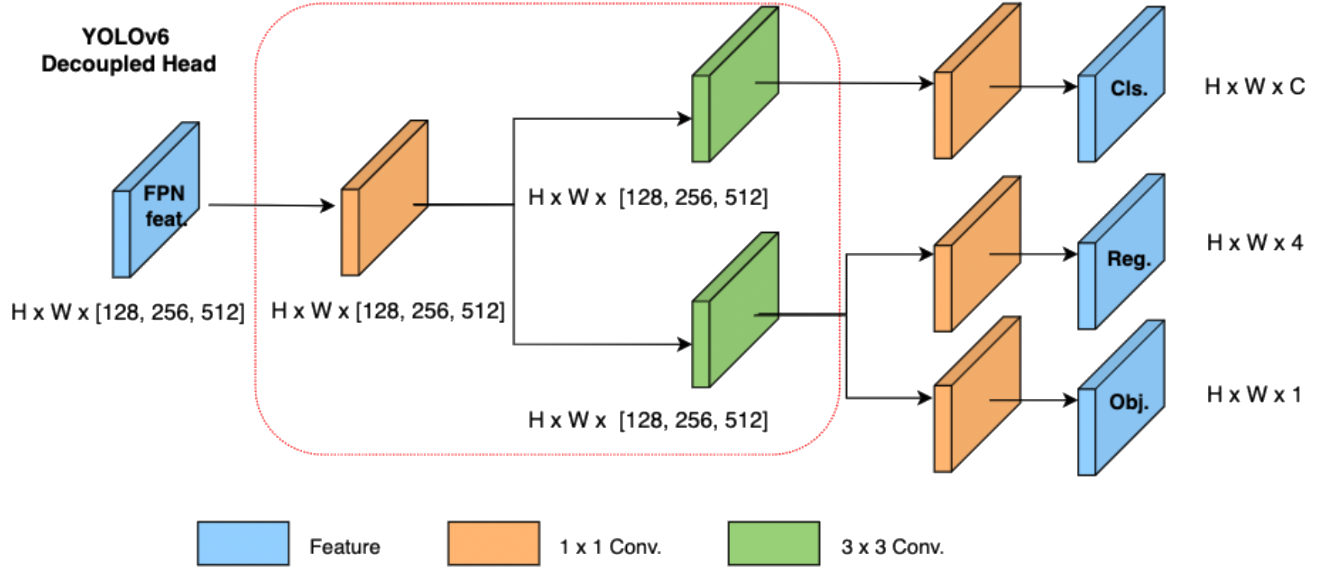 YOLOv6
Decoupled Head
FPN
feat.
H x W x [128, 256, 512]
H x W x [128, 256, 512]
H x W x [128, 256, 512]
H x W x [128, 256, 512]
Cls.
H x W x C
Reg.
H x W x 4
Obj.
H x W x 1
Feature
1 x 1 Conv.
3 x 3 Conv.